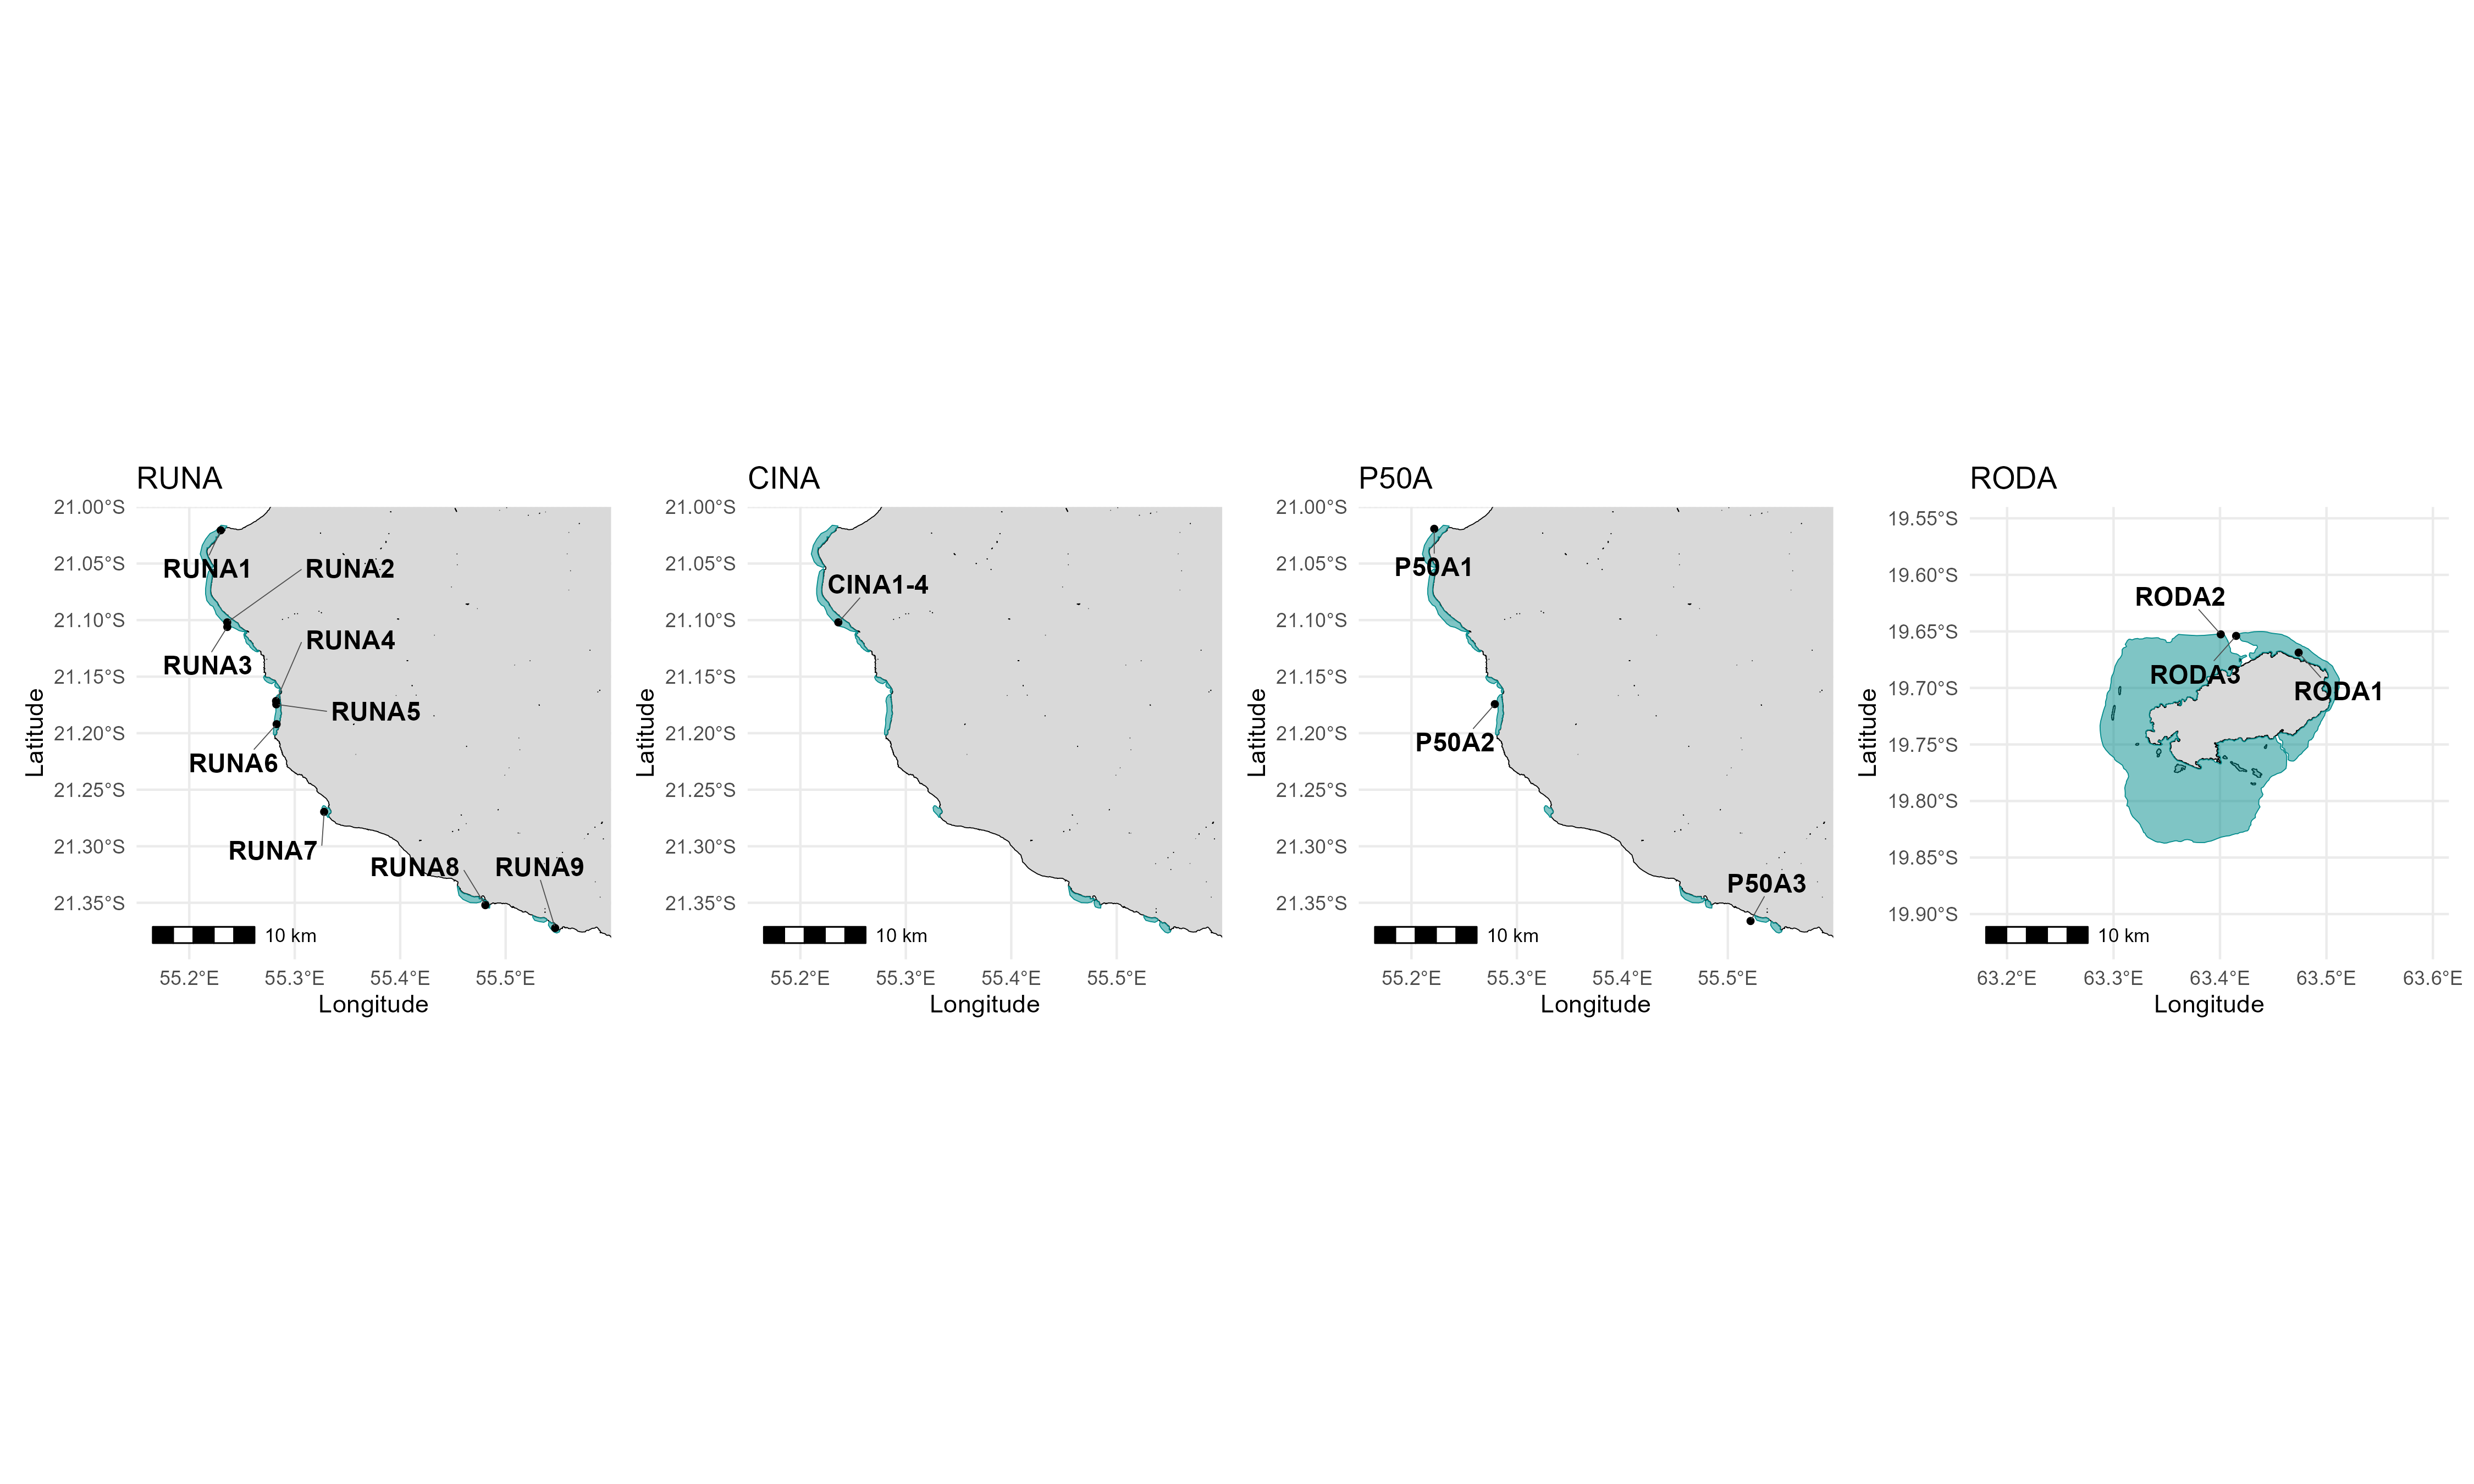 RUNA
21.00°S
21.05°S
21.10°S
21.15°S
21.20°S
21.25°S
21.30°S
21.35°S
Latitude
RUNA1
RUNA2
RUNA3
RUNA4
RUNA5
RUNA6
RUNA7
RUNA8
RUNA9
10 km
55.2°E 55.3°E 55.4°E 55.5°E
Longitude
CINA
21.00°S
21.05°S
21.10°S
21.15°S
21.20°S
21.25°S
21.30°S
21.35°S
Latitude
CINA1-4
10 km
55.2°E 55.3°E 55.4°E 55.5°E
Longitude
P50A
21.00°S
21.05°S
21.10°S
21.15°S
21.20°S
21.25°S
21.30°S
21.35°S
Latitude
P50A1
P50A2
P50A3
10 km
55.2°E 55.3°E 55.4°E 55.5°E
Longitude
RODA
19.55°S
19.60°S
19.65°S
19.70°S
19.75°S
19.80°S
19.85°S
19.90°S
Latitude
RODA2
RODA3
RODA1
10 km
63.2°E 63.3°E 63.4°E 63.5°E 63.6°E
Longitude